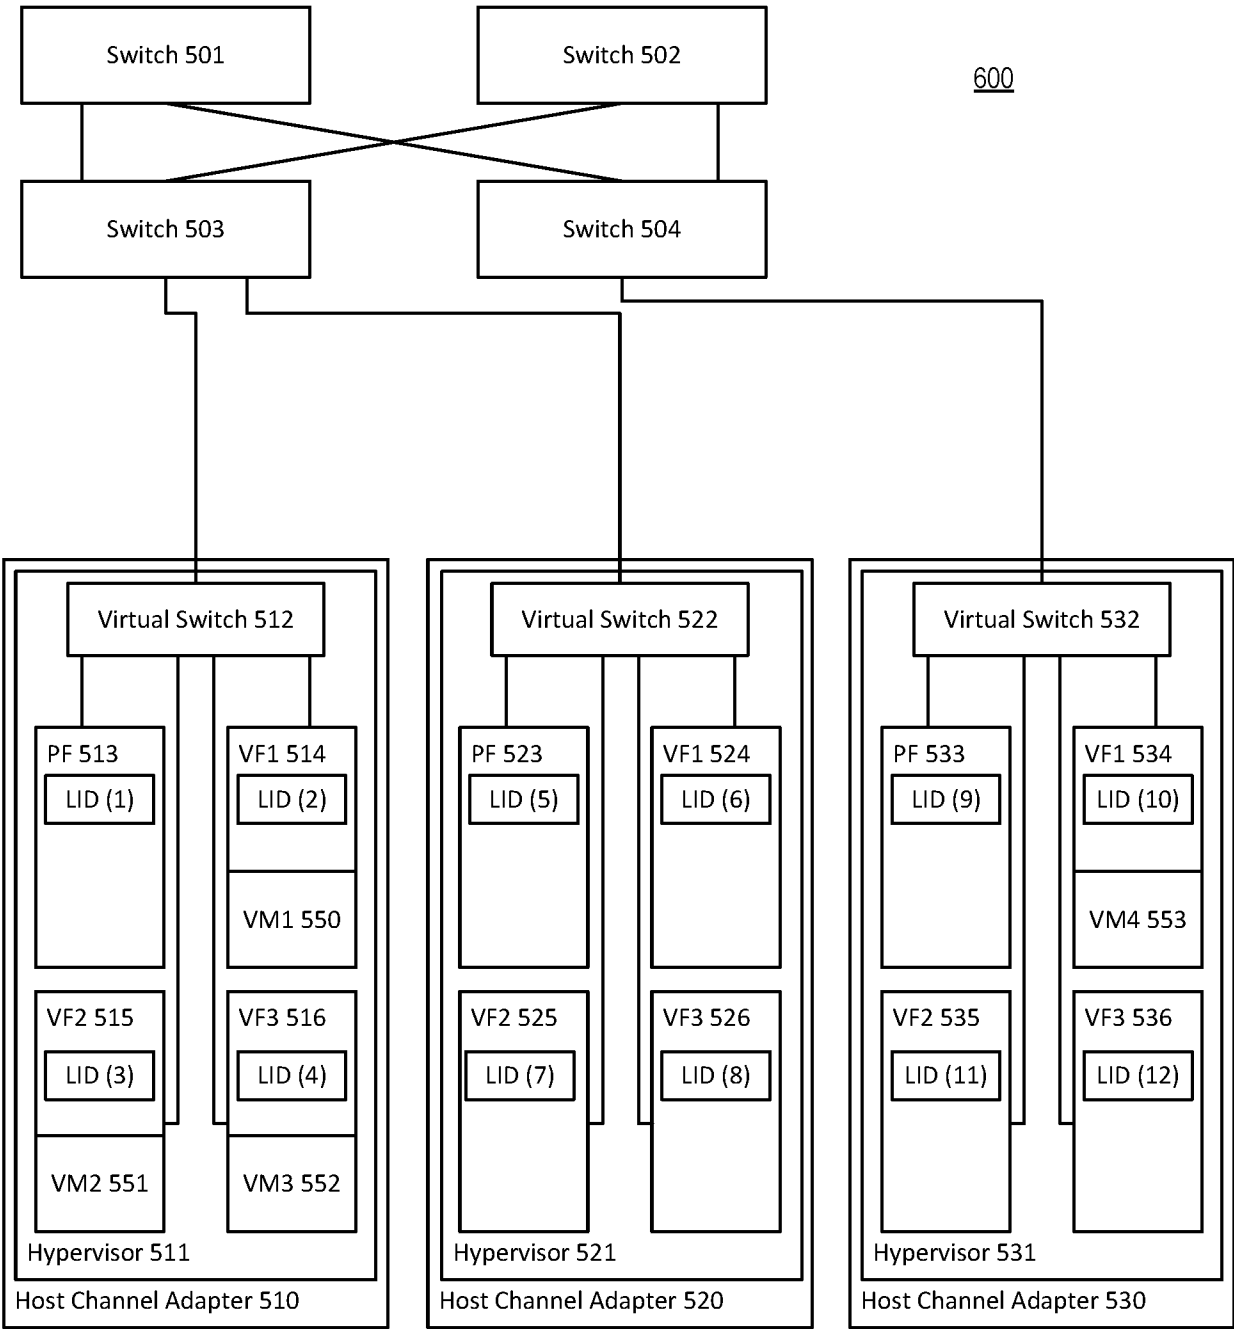 Switch 501
Switch 502
600
Switch 503
Switch 504
Virtual Switch 512
Virtual Switch 522
Virtual Switch 532
PF 513
LID (1)
VF1 514
LID (2)
VM1 550
VF2 515
LID (3)
VM2 551
VF3 516
LID (4)
VM3 552
Hypervisor 511
Host Channel Adapter 510
PF 523
LID (5)
VF1 524
LID (6)
VF2 525
LID (7)
VF3 526
LID (8)
Hypervisor 521
Host Channel Adapter 520
PF 533
LID (9)
VF1 534
LID (10)
VM4 553
VF2 535
LID (11)
VF3 536
LID (12)
Hypervisor 531
Host Channel Adapter 530